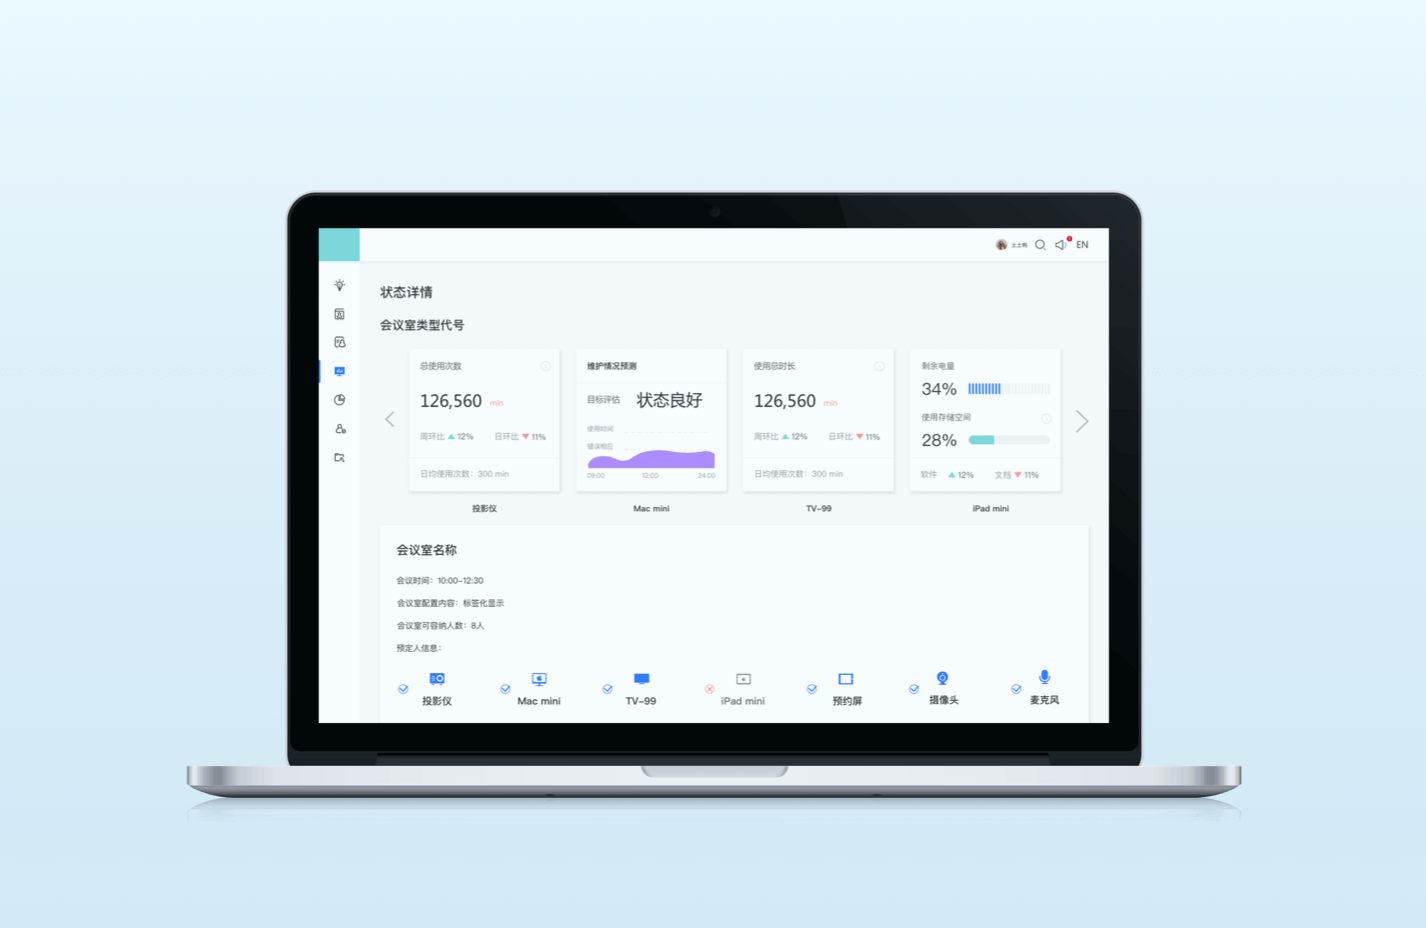 土土鸭
EN
状态详情
会议室类型代号
总使用次数
126,560 min
周环比 12% 日环比 11%
日均使用次数：300 min
投影仪
维护情况预测
目标评估 状态良好
使用时间
错误相应
09:00 12:00 24:00
Mac mini
使用总时长
126,560 min
周环比 12% 日环比 11%
日均使用次数：300 min
TV-99
剩余电量
34%
使用存储空间
28%
软件 12% 文档 11%
iPad mini
会议室名称
会议时间：10:00-12:30
会议室配置内容：标签化显示
会议室可容纳人数：8人
预定人信息：
投影仪 Mac mini TV-99 iPad mini 预约屏 摄像头 麦克风